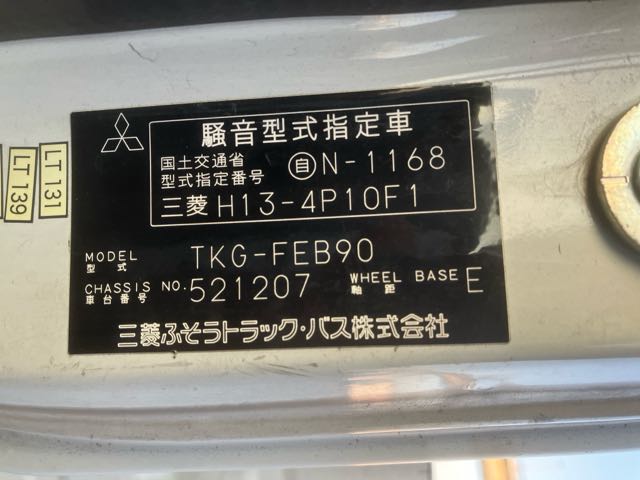 騒音型式指定車
国土交通省
型式指定番号
自N-1168
三菱 H13-4P10F1
MODEL
型式
TKG-FEB90
CHASSIS NO.
車台番号
521207
WHEEL BASE
軸距
E
三菱ふそうトラック・バス株式会社
LT 131
LT 139